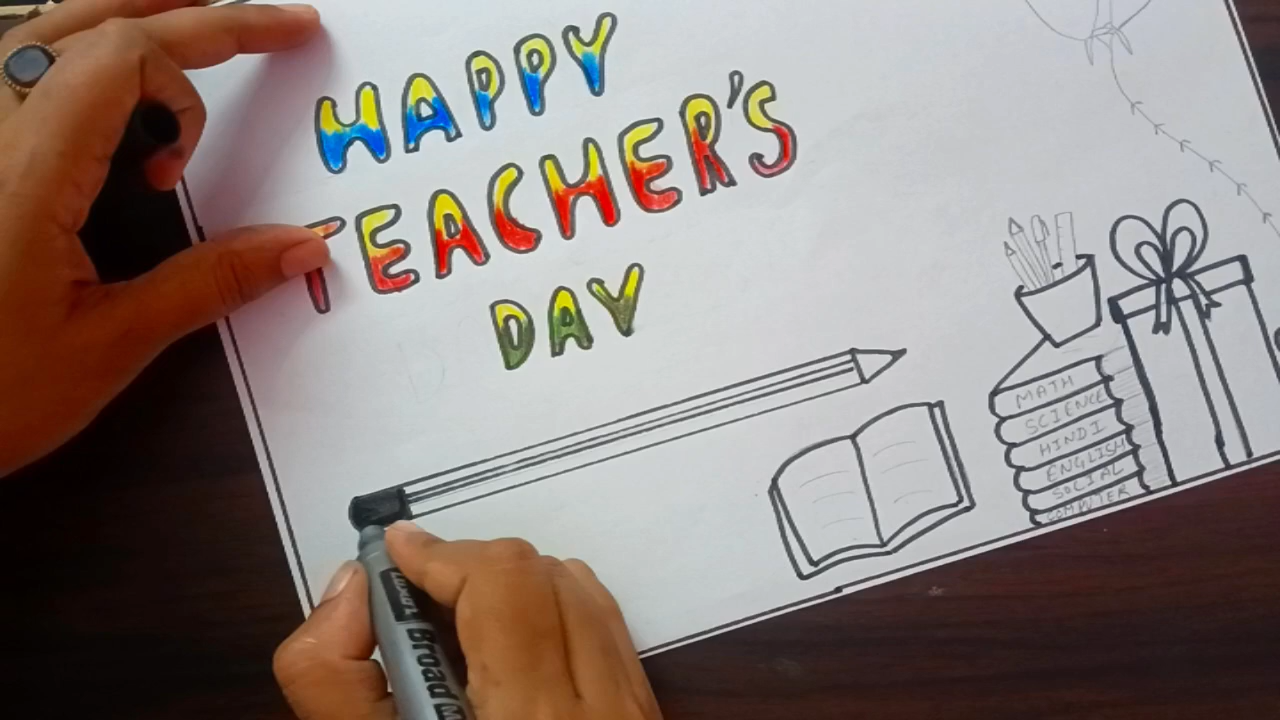 HAPPY
TEACHER'S
DAY
MATH
SCIENCE
HINDI
ENGLISH
SOCIAL
COMPUTER
Broad